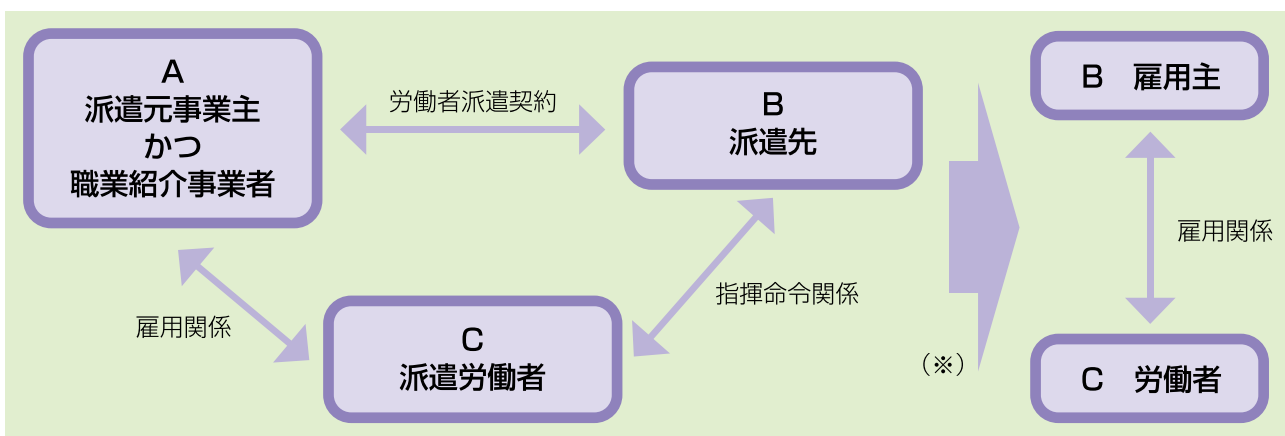 A
派遣元事業主
かつ
職業紹介事業者
労働者派遣契約
B
派遣先
雇用関係
C
派遣労働者
指揮命令関係
（※）
B　雇用主
雇用関係
C　労働者